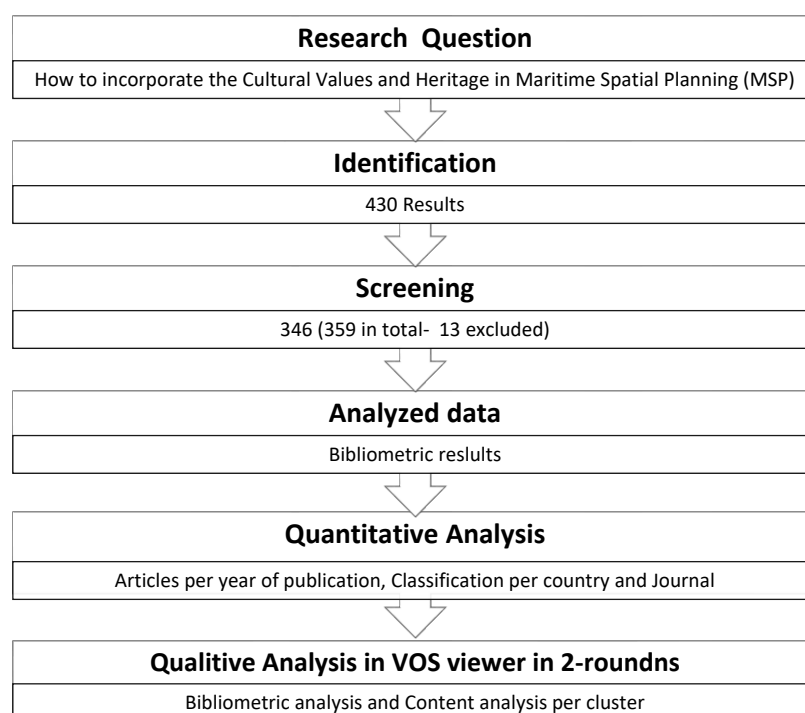 Research Question
How to incorporate the Cultural Values and Heritage in Maritime Spatial Planning (MSP)
Identification
430 Results
Screening
346 (359 in total- 13 excluded)
Analyzed data
Bibliometric reslults
Quantitative Analysis
Articles per year of publication, Classification per country and Journal
Qualitive Analysis in VOS viewer in 2-roundns
Bibliometric analysis and Content analysis per cluster